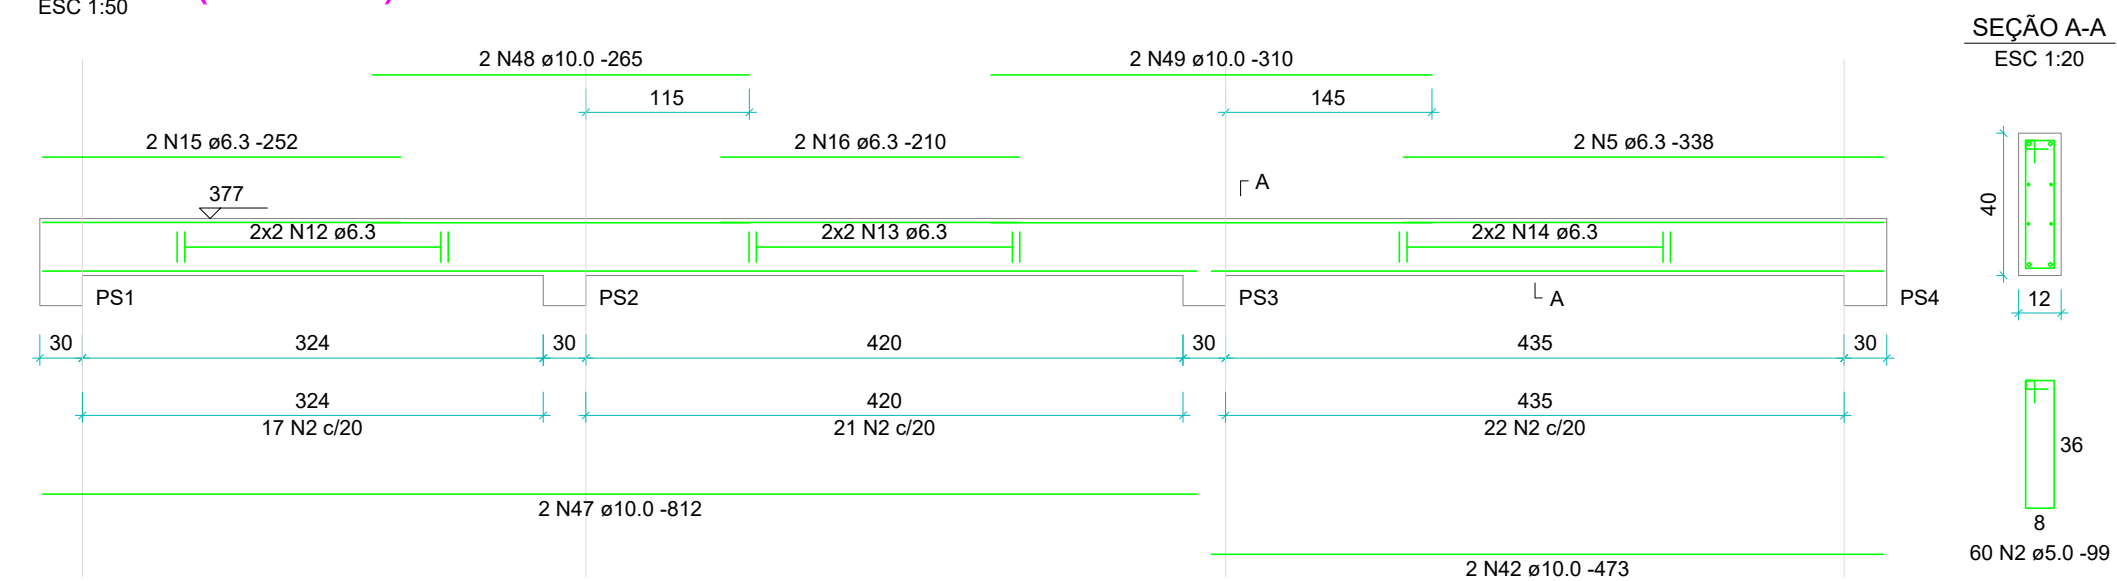 ESC 1:50
SEÇÃO A-A
ESC 1:20
2 N48 ø10.0 -265
2 N49 ø10.0 -310
115
145
2 N15 ø6.3 -252
2 N16 ø6.3 -210
2 N5 ø6.3 -338
A
377
40
2x2 N12 ø6.3
2x2 N13 ø6.3
2x2 N14 ø6.3
PS1
PS2
PS3
A
PS4
12
30
324
30
420
30
435
30
324
420
435
17 N2 c/20
21 N2 c/20
22 N2 c/20
36
2 N47 ø10.0 -812
8
60 N2 ø5.0 -99
2 N42 ø10.0 -473